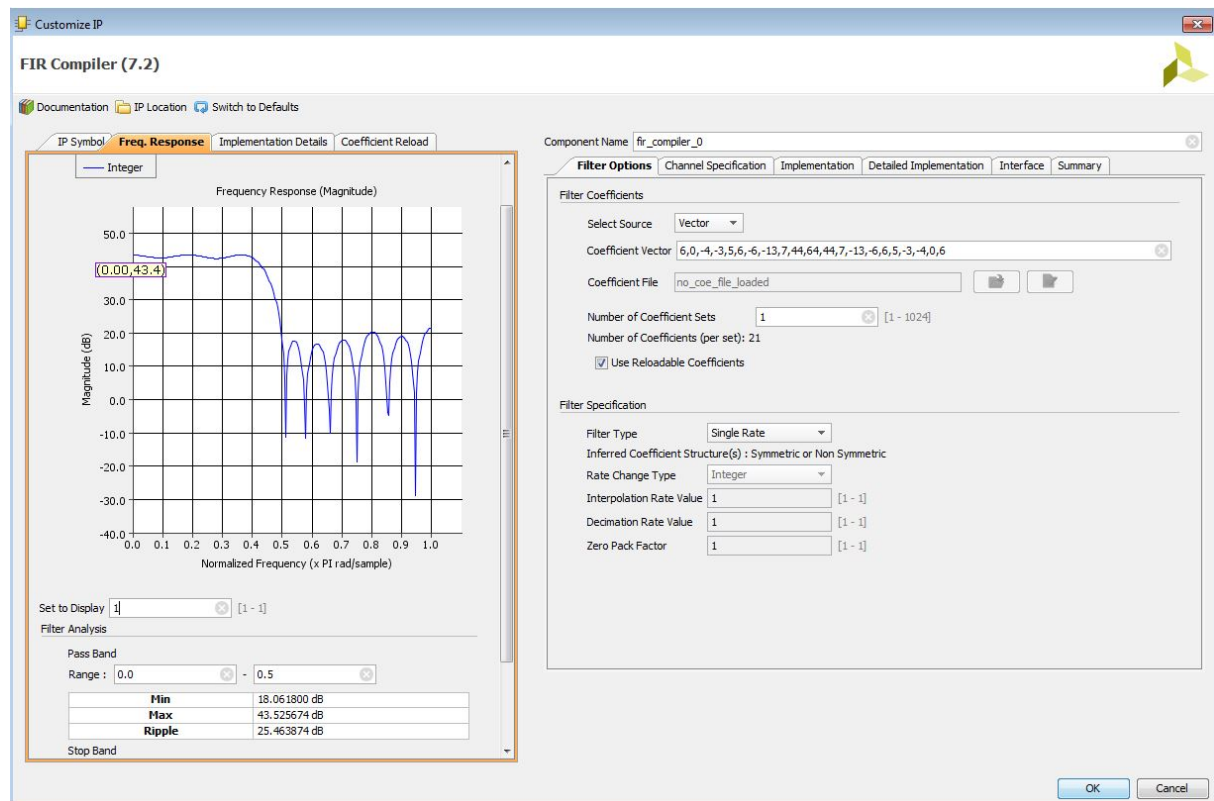 Customize IP
FIR Compiler (7.2)
Documentation IP Location Switch to Defaults
IP Symbol Freq. Response Implementation Details Coefficient Reload
Integer
Frequency Response (Magnitude)
50.0
(0.00,43.4)
30.0
20.0
10.0
0.0
-10.0
-20.0
-30.0
-40.0
Magnitude (dB)
0.0 0.1 0.2 0.3 0.4 0.5 0.6 0.7 0.8 0.9 1.0
Normalized Frequency (x PI rad/sample)
Set to Display 1 [1 - 1]
Filter Analysis
Pass Band
Range : 0.0 - 0.5
Min 18.061800 dB
Max 43.525674 dB
Ripple 25.463874 dB
Stop Band
Component Name fir_compiler_0
Filter Options Channel Specification Implementation Detailed Implementation Interface Summary
Filter Coefficients
Select Source Vector
Coefficient Vector 6,0,-4,-3,5,6,-6,-13,7,44,64,44,7,-13,-6,6,5,-3,-4,0,6
Coefficient File no_coe_file_loaded
Number of Coefficient Sets 1 [1 - 1024]
Number of Coefficients (per set): 21
Use Reloadable Coefficients
Filter Specification
Filter Type Single Rate
Inferred Coefficient Structure(s) : Symmetric or Non Symmetric
Rate Change Type Integer
Interpolation Rate Value 1 [1 - 1]
Decimation Rate Value 1 [1 - 1]
Zero Pack Factor 1 [1 - 1]
OK Cancel